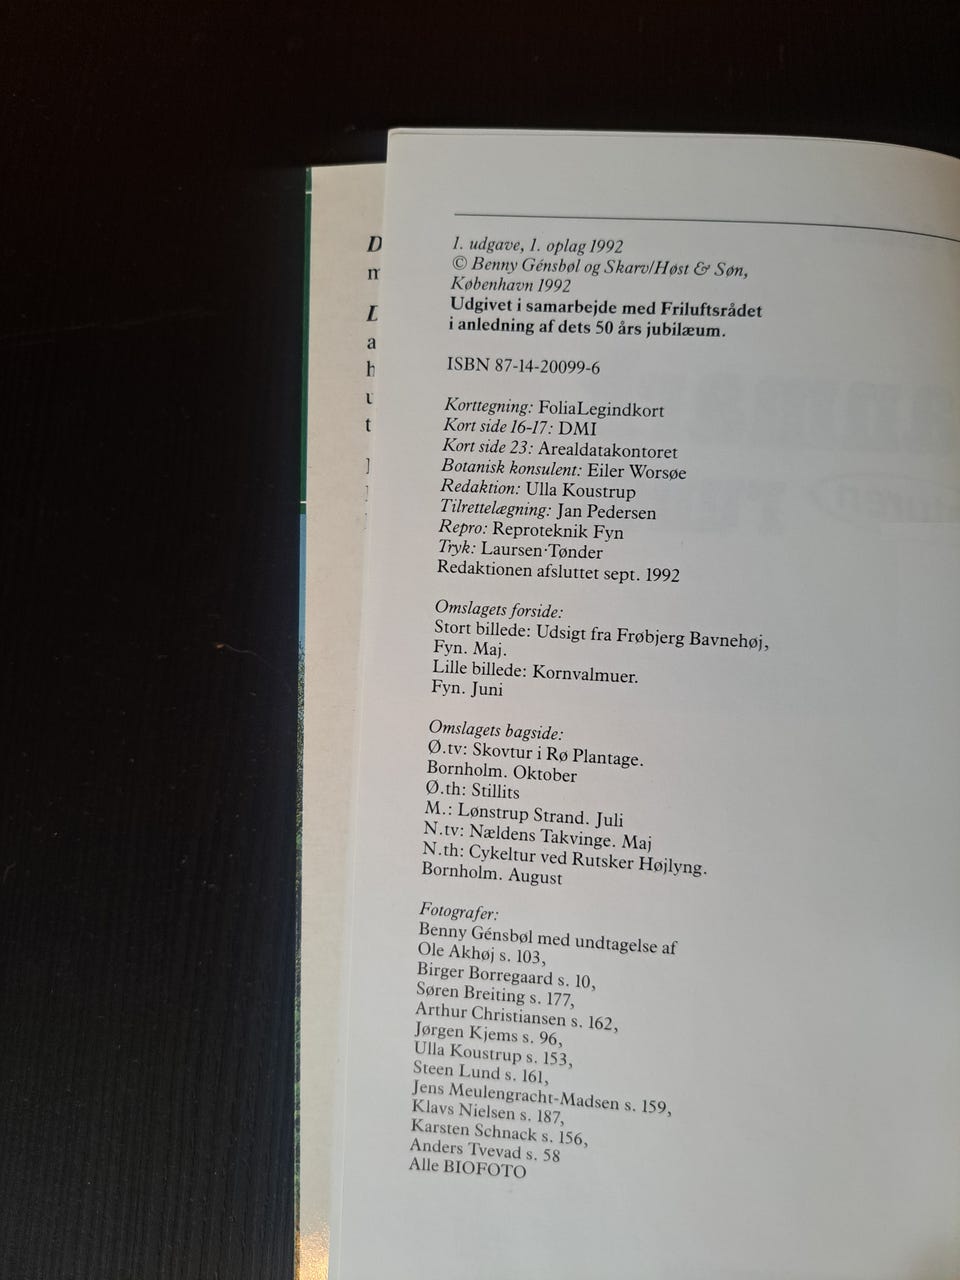 1. udgave, 1. oplag 1992
© Benny Génsbøl og Skarv/Høst & Søn,
København 1992
Udgivet i samarbejde med Friluftsrådet
i anledning af dets 50 års jubilæum.
ISBN 87-14-20099-6
Korttegning: FoliaLegindkort
Kort side 16-17: DMI
Kort side 23: Arealdatakontoret
Botanisk konsulent: Eiler Worsøe
Redaktion: Ulla Koustrup
Tilrettelægning: Jan Pedersen
Repro: Reproteknik Fyn
Tryk: Laursen·Tønder
Redaktionen afsluttet sept. 1992
Omslagets forside:
Stort billede: Udsigt fra Frøbjerg Bavnehøj,
Fyn. Maj.
Lille billede: Kornvalmuer.
Fyn. Juni
Omslagets bagside:
Ø.tv: Skovtur i Rø Plantage.
Bornholm. Oktober
Ø.th: Stillits
M.: Lønstrup Strand. Juli
N.tv: Nældens Takvinge. Maj
N.th: Cykeltur ved Rutsker Højlyng.
Bornholm. August
Fotografer:
Benny Génsbøl med undtagelse af
Ole Akhøj s. 103,
Birger Borregaard s. 10,
Søren Breiting s. 177,
Arthur Christiansen s. 162,
Jørgen Kjems s. 96,
Ulla Koustrup s. 153,
Steen Lund s. 161,
Jens Meulengracht-Madsen s. 159,
Klavs Nielsen s. 187,
Karsten Schnack s. 156,
Anders Tvevad s. 58
Alle BIOFOTO